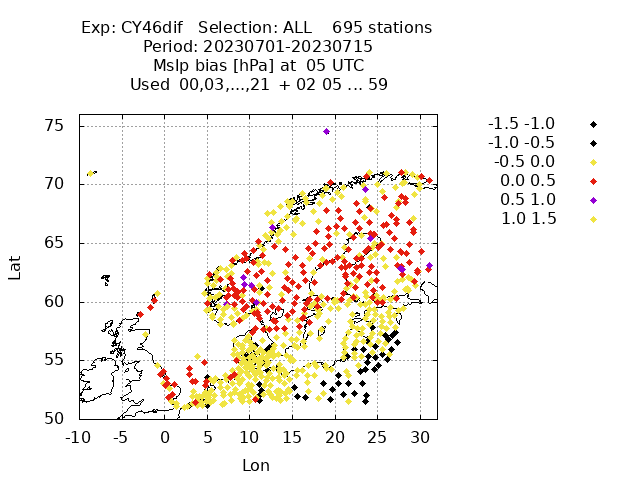 Exp: CY46dif   Selection: ALL    695 stations
Period: 20230701-20230715
Mslp bias [hPa] at  05 UTC
Used  00,03,...,21  + 02 05 ... 59
75
70
65
60
55
50
-10 -5 0 5 10 15 20 25 30
Lat
Lon
-1.5 -1.0
-1.0 -0.5
-0.5 0.0
0.0 0.5
0.5 1.0
1.0 1.5